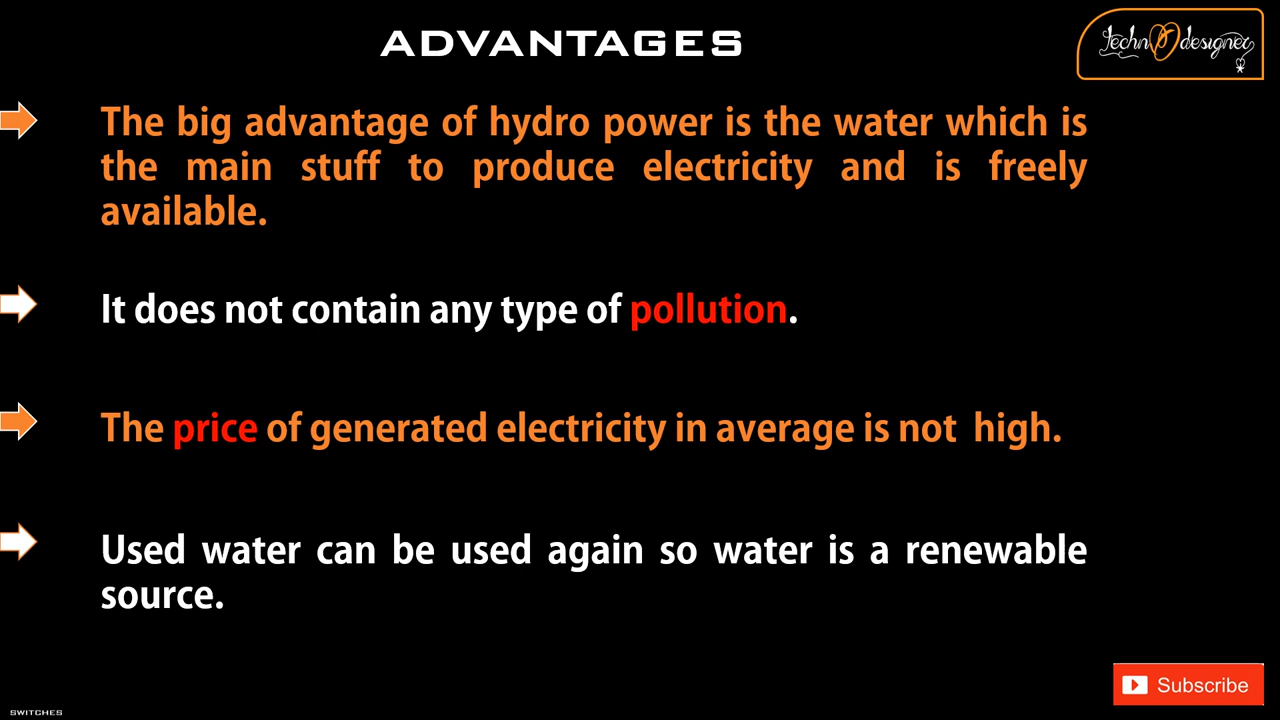 ADVANTAGES
Techn designer
The big advantage of hydro power is the water which is
the main stuff to produce electricity and is freely
available.
It does not contain any type of pollution.
The price of generated electricity in average is not high.
Used water can be used again so water is a renewable
source.
Subscribe
SWITCHES